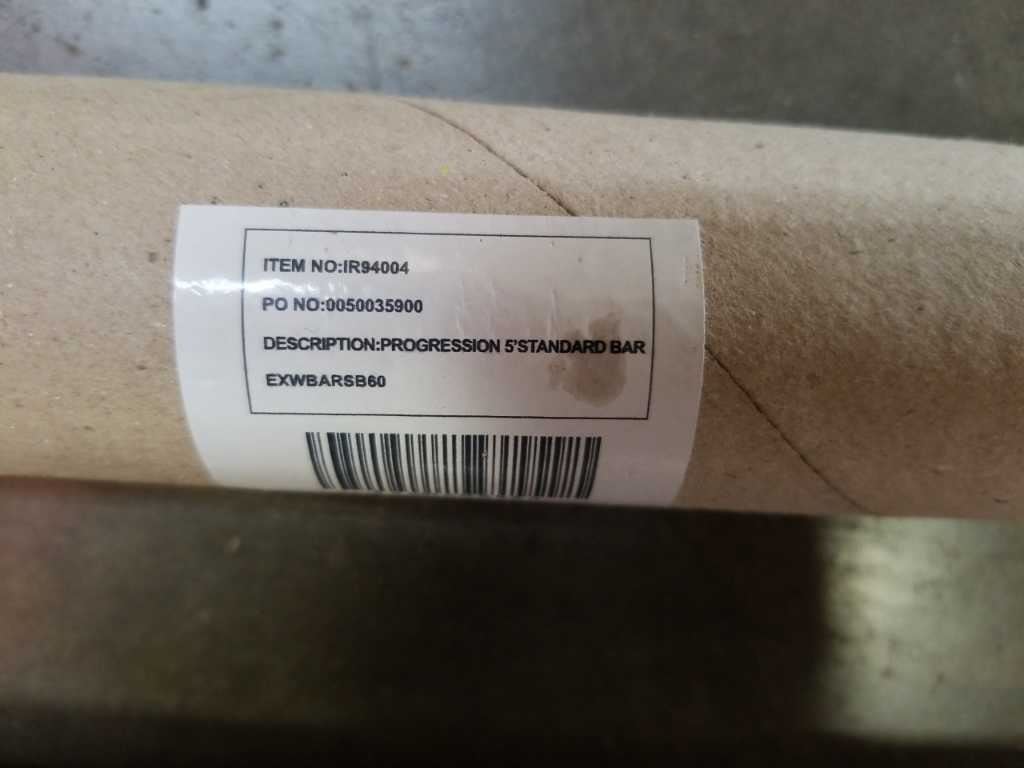 ITEM NO:IR94004
PO NO:0050035900
DESCRIPTION:PROGRESSION 5'STANDARD BAR
EXWBARSB60